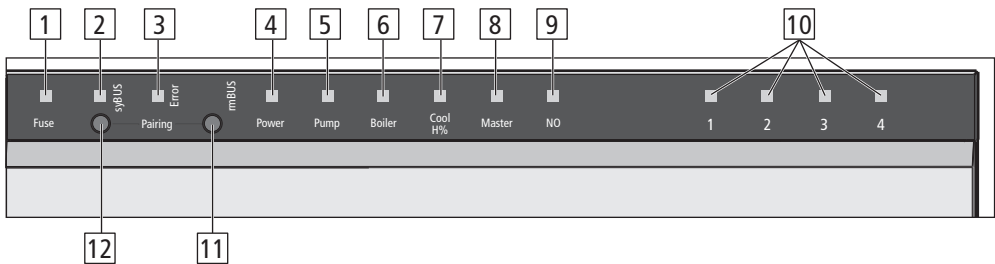 1 2 3 4 5 6 7 8 9 10
syBUS Error rmBUS
Fuse Pairing Power Pump Boiler Cool H% Master NO 1 2 3 4
12 11